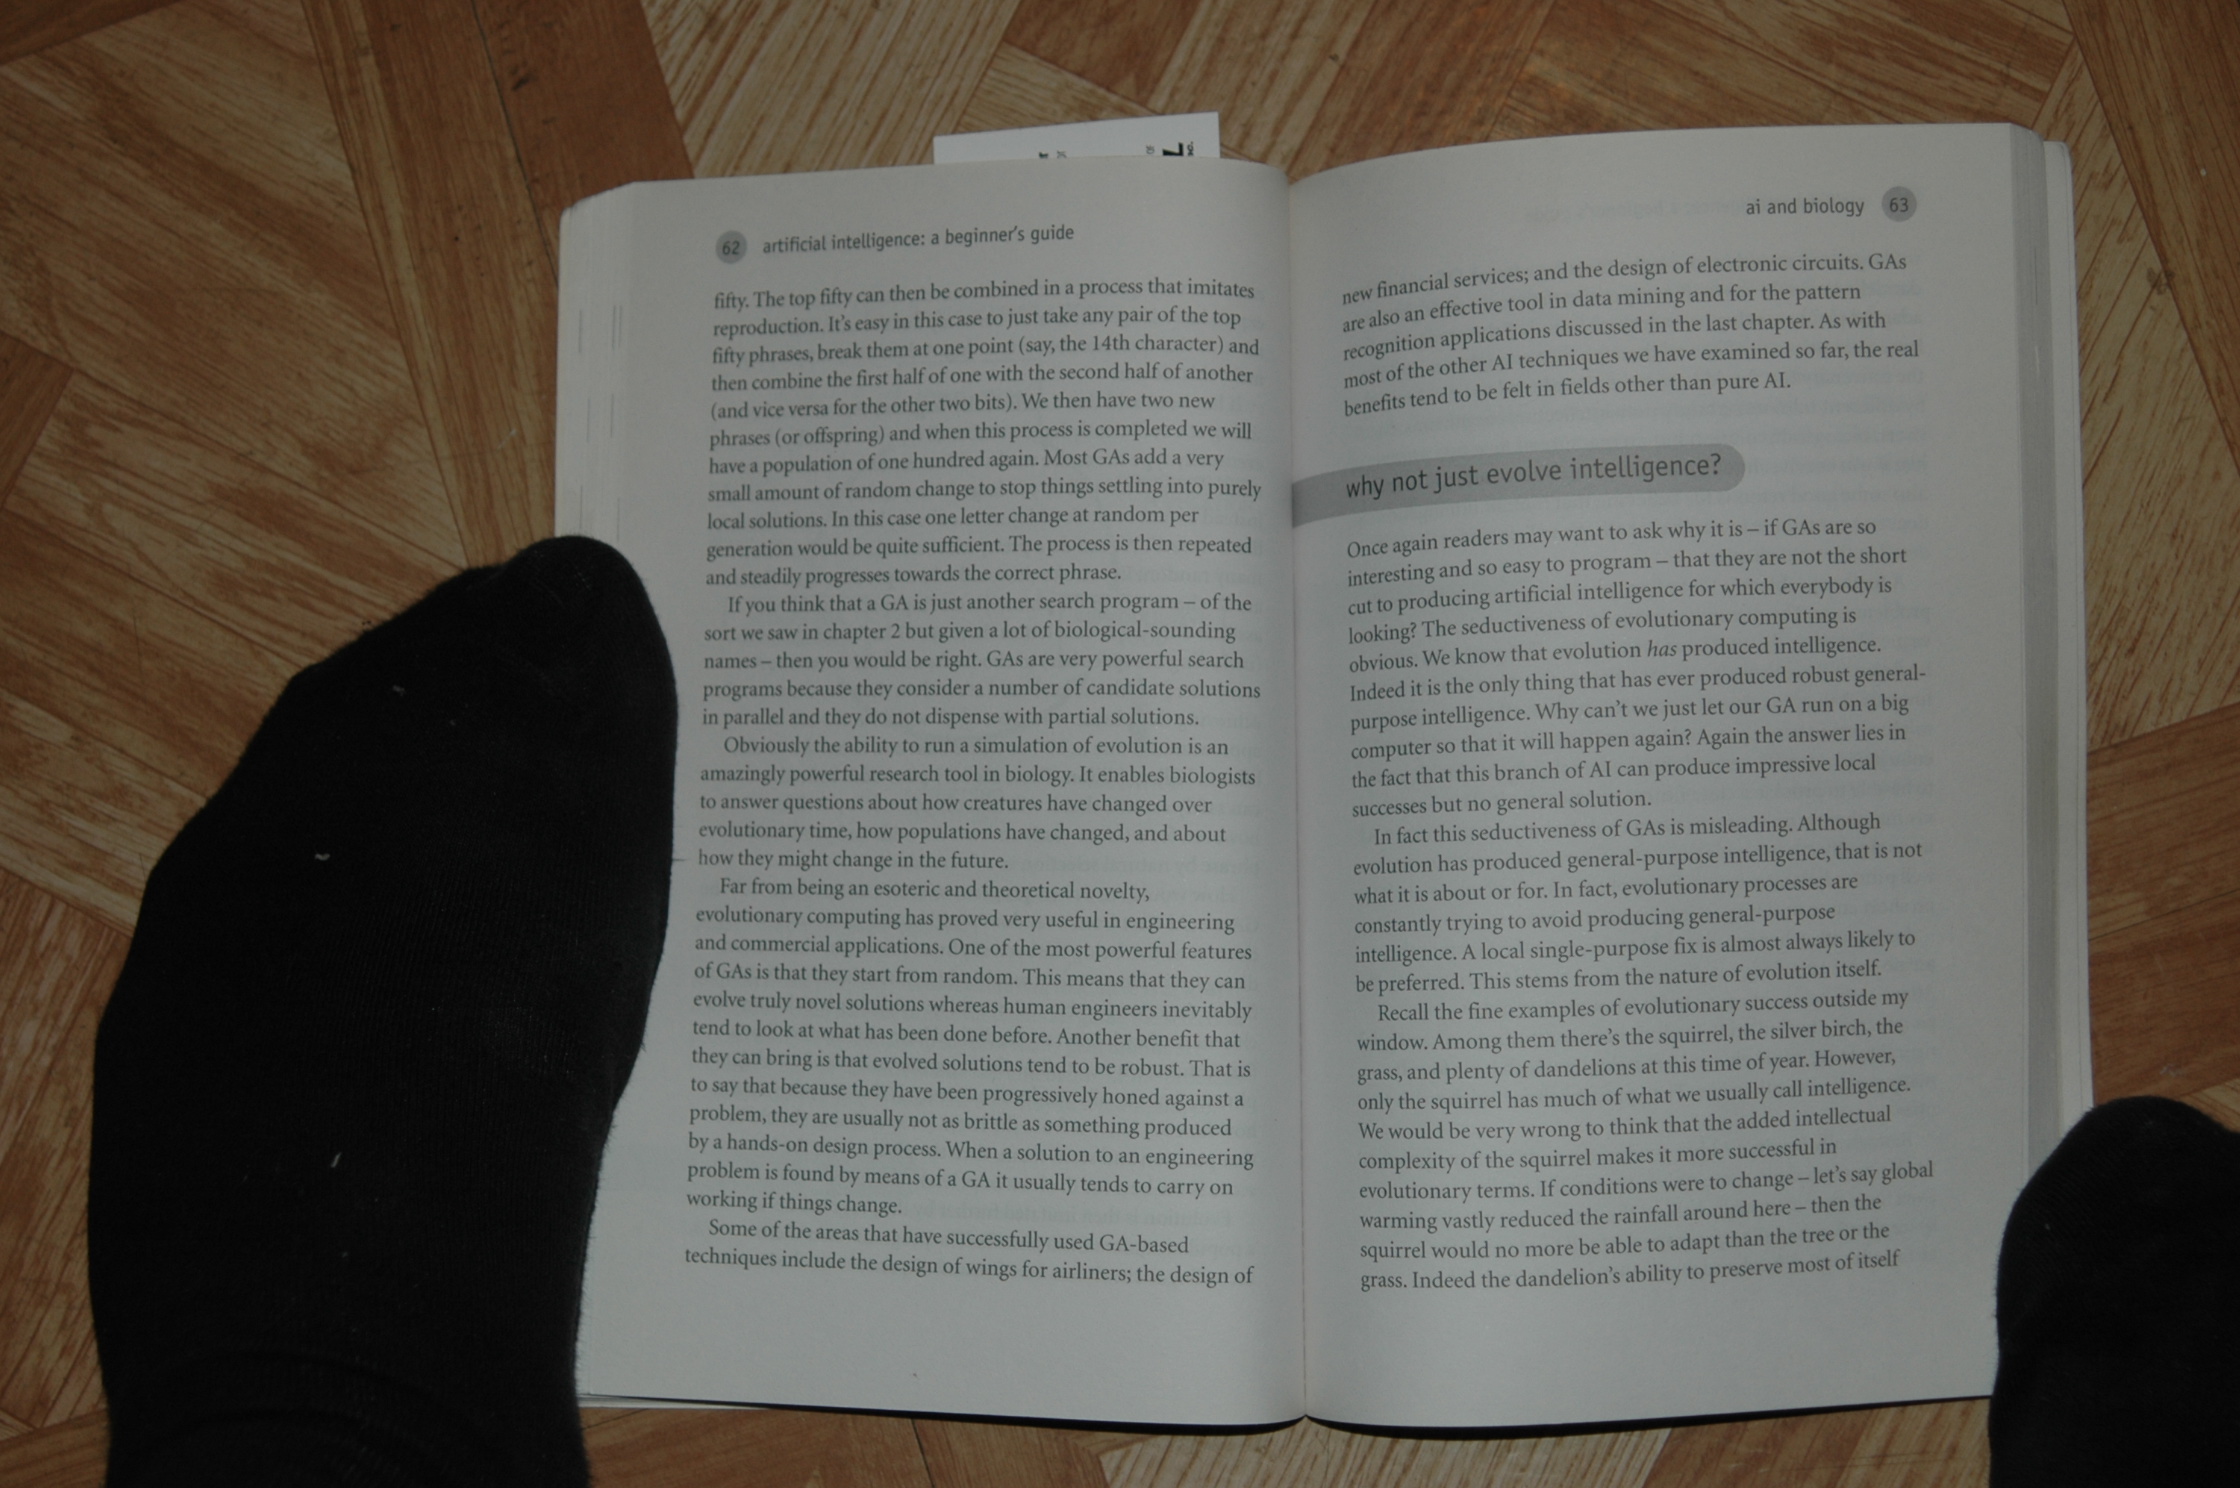 62 artificial intelligence: a beginner's guide
fifty. The top fifty can then be combined in a process that imitates
reproduction. It's easy in this case to just take any pair of the top
fifty phrases, break them at one point (say, the 14th character) and
then combine the first half of one with the second half of another
(and vice versa for the other two bits). We then have two new
phrases (or offspring) and when this process is completed we will
have a population of one hundred again. Most GAs add a very
small amount of random change to stop things settling into purely
local solutions. In this case one letter change at random per
generation would be quite sufficient. The process is then repeated
and steadily progresses towards the correct phrase.
If you think that a GA is just another search program – of the
sort we saw in chapter 2 but given a lot of biological-sounding
names – then you would be right. GAs are very powerful search
programs because they consider a number of candidate solutions
in parallel and they do not dispense with partial solutions.
Obviously the ability to run a simulation of evolution is an
amazingly powerful research tool in biology. It enables biologists
to answer questions about how creatures have changed over
evolutionary time, how populations have changed, and about
how they might change in the future.
Far from being an esoteric and theoretical novelty,
evolutionary computing has proved very useful in engineering
and commercial applications. One of the most powerful features
of GAs is that they start from random. This means that they can
evolve truly novel solutions whereas human engineers inevitably
tend to look at what has been done before. Another benefit that
they can bring is that evolved solutions tend to be robust. That is
to say that because they have been progressively honed against a
problem, they are usually not as brittle as something produced
by a hands-on design process. When a solution to an engineering
problem is found by means of a GA it usually tends to carry on
working if things change.
Some of the areas that have successfully used GA-based
techniques include the design of wings for airliners; the design of
ai and biology 63
new financial services; and the design of electronic circuits. GAs
are also an effective tool in data mining and for the pattern
recognition applications discussed in the last chapter. As with
most of the other AI techniques we have examined so far, the real
benefits tend to be felt in fields other than pure AI.
why not just evolve intelligence?
Once again readers may want to ask why it is – if GAs are so
interesting and so easy to program – that they are not the short
cut to producing artificial intelligence for which everybody is
looking? The seductiveness of evolutionary computing is
obvious. We know that evolution has produced intelligence.
Indeed it is the only thing that has ever produced robust general-
purpose intelligence. Why can't we just let our GA run on a big
computer so that it will happen again? Again the answer lies in
the fact that this branch of AI can produce impressive local
successes but no general solution.
In fact this seductiveness of GAs is misleading. Although
evolution has produced general-purpose intelligence, that is not
what it is about or for. In fact, evolutionary processes are
constantly trying to avoid producing general-purpose
intelligence. A local single-purpose fix is almost always likely to
be preferred. This stems from the nature of evolution itself.
Recall the fine examples of evolutionary success outside my
window. Among them there's the squirrel, the silver birch, the
grass, and plenty of dandelions at this time of year. However,
only the squirrel has much of what we usually call intelligence.
We would be very wrong to think that the added intellectual
complexity of the squirrel makes it more successful in
evolutionary terms. If conditions were to change – let's say global
warming vastly reduced the rainfall around here – then the
squirrel would no more be able to adapt than the tree or the
grass. Indeed the dandelion's ability to preserve most of itself